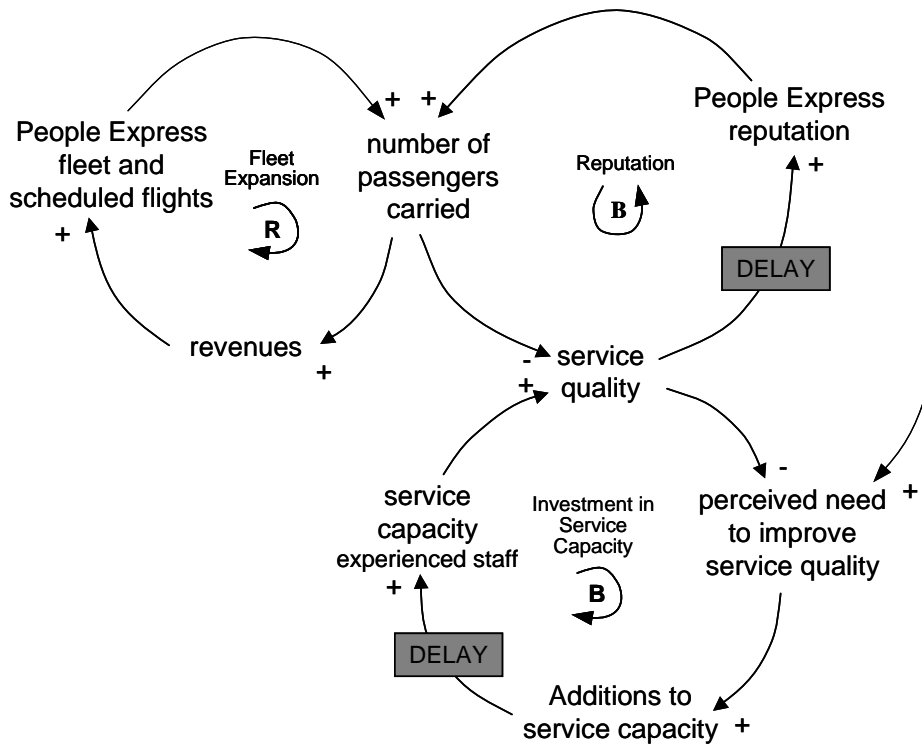 People Express
fleet and
scheduled flights
+
Fleet
Expansion
R
+ +
number of
passengers
carried
Reputation
B
People Express
reputation
+
DELAY
revenues
+
-
+
service
quality
service
capacity
experienced staff
+
Investment in
Service
Capacity
B
-
+
perceived need
to improve
service quality
DELAY
Additions to
service capacity
+